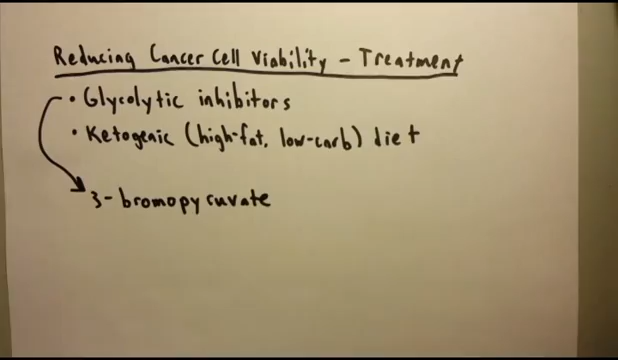 Reducing Cancer Cell Viability - Treatment
• Glycolytic inhibitors
• Ketogenic (high-fat, low-carb) diet
3-bromopyruvate